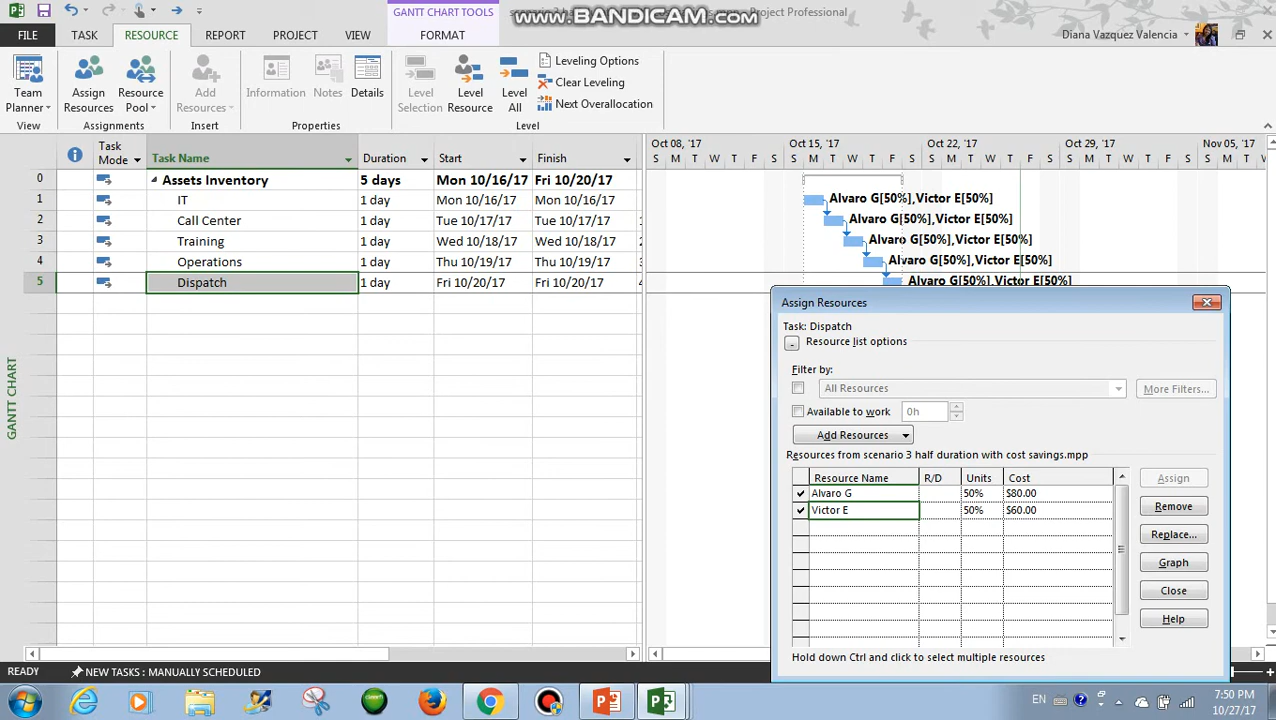 GANTT CHART TOOLS
www.BANDICAM.com
Project Professional
FILE TASK RESOURCE REPORT PROJECT VIEW FORMAT
Diana Vazquez Valencia
Team Planner
Assign Resources
Resource Pool
Add Resources
Information
Notes
Details
Level Selection
Level Resource
Level All
Leveling Options
Clear Leveling
Next Overallocation
View Assignments Insert Properties Level
Task Mode Task Name Duration Start Finish
Oct 08, '17 Oct 15, '17 Oct 22, '17 Oct 29, '17 Nov 05, '17
S M T W T F S S M T W T F S S M T W T F S S M T W T F S S M T W
0 Assets Inventory 5 days Mon 10/16/17 Fri 10/20/17
1 IT 1 day Mon 10/16/17 Mon 10/16/17 Alvaro G[50%],Victor E[50%]
2 Call Center 1 day Tue 10/17/17 Tue 10/17/17 Alvaro G[50%],Victor E[50%]
3 Training 1 day Wed 10/18/17 Wed 10/18/17 Alvaro G[50%],Victor E[50%]
4 Operations 1 day Thu 10/19/17 Thu 10/19/17 Alvaro G[50%],Victor E[50%]
5 Dispatch 1 day Fri 10/20/17 Fri 10/20/17 Alvaro G[50%],Victor E[50%]
GANTT CHART
Assign Resources
Task: Dispatch
Resource list options
Filter by:
All Resources More Filters...
Available to work 0h
Add Resources
Resources from scenario 3 half duration with cost savings.mpp
Resource Name R/D Units Cost
Alvaro G 50% $80.00
Victor E 50% $60.00
Assign
Remove
Replace...
Graph
Close
Help
Hold down Ctrl and click to select multiple resources
READY NEW TASKS : MANUALLY SCHEDULED
EN
7:50 PM
10/27/17